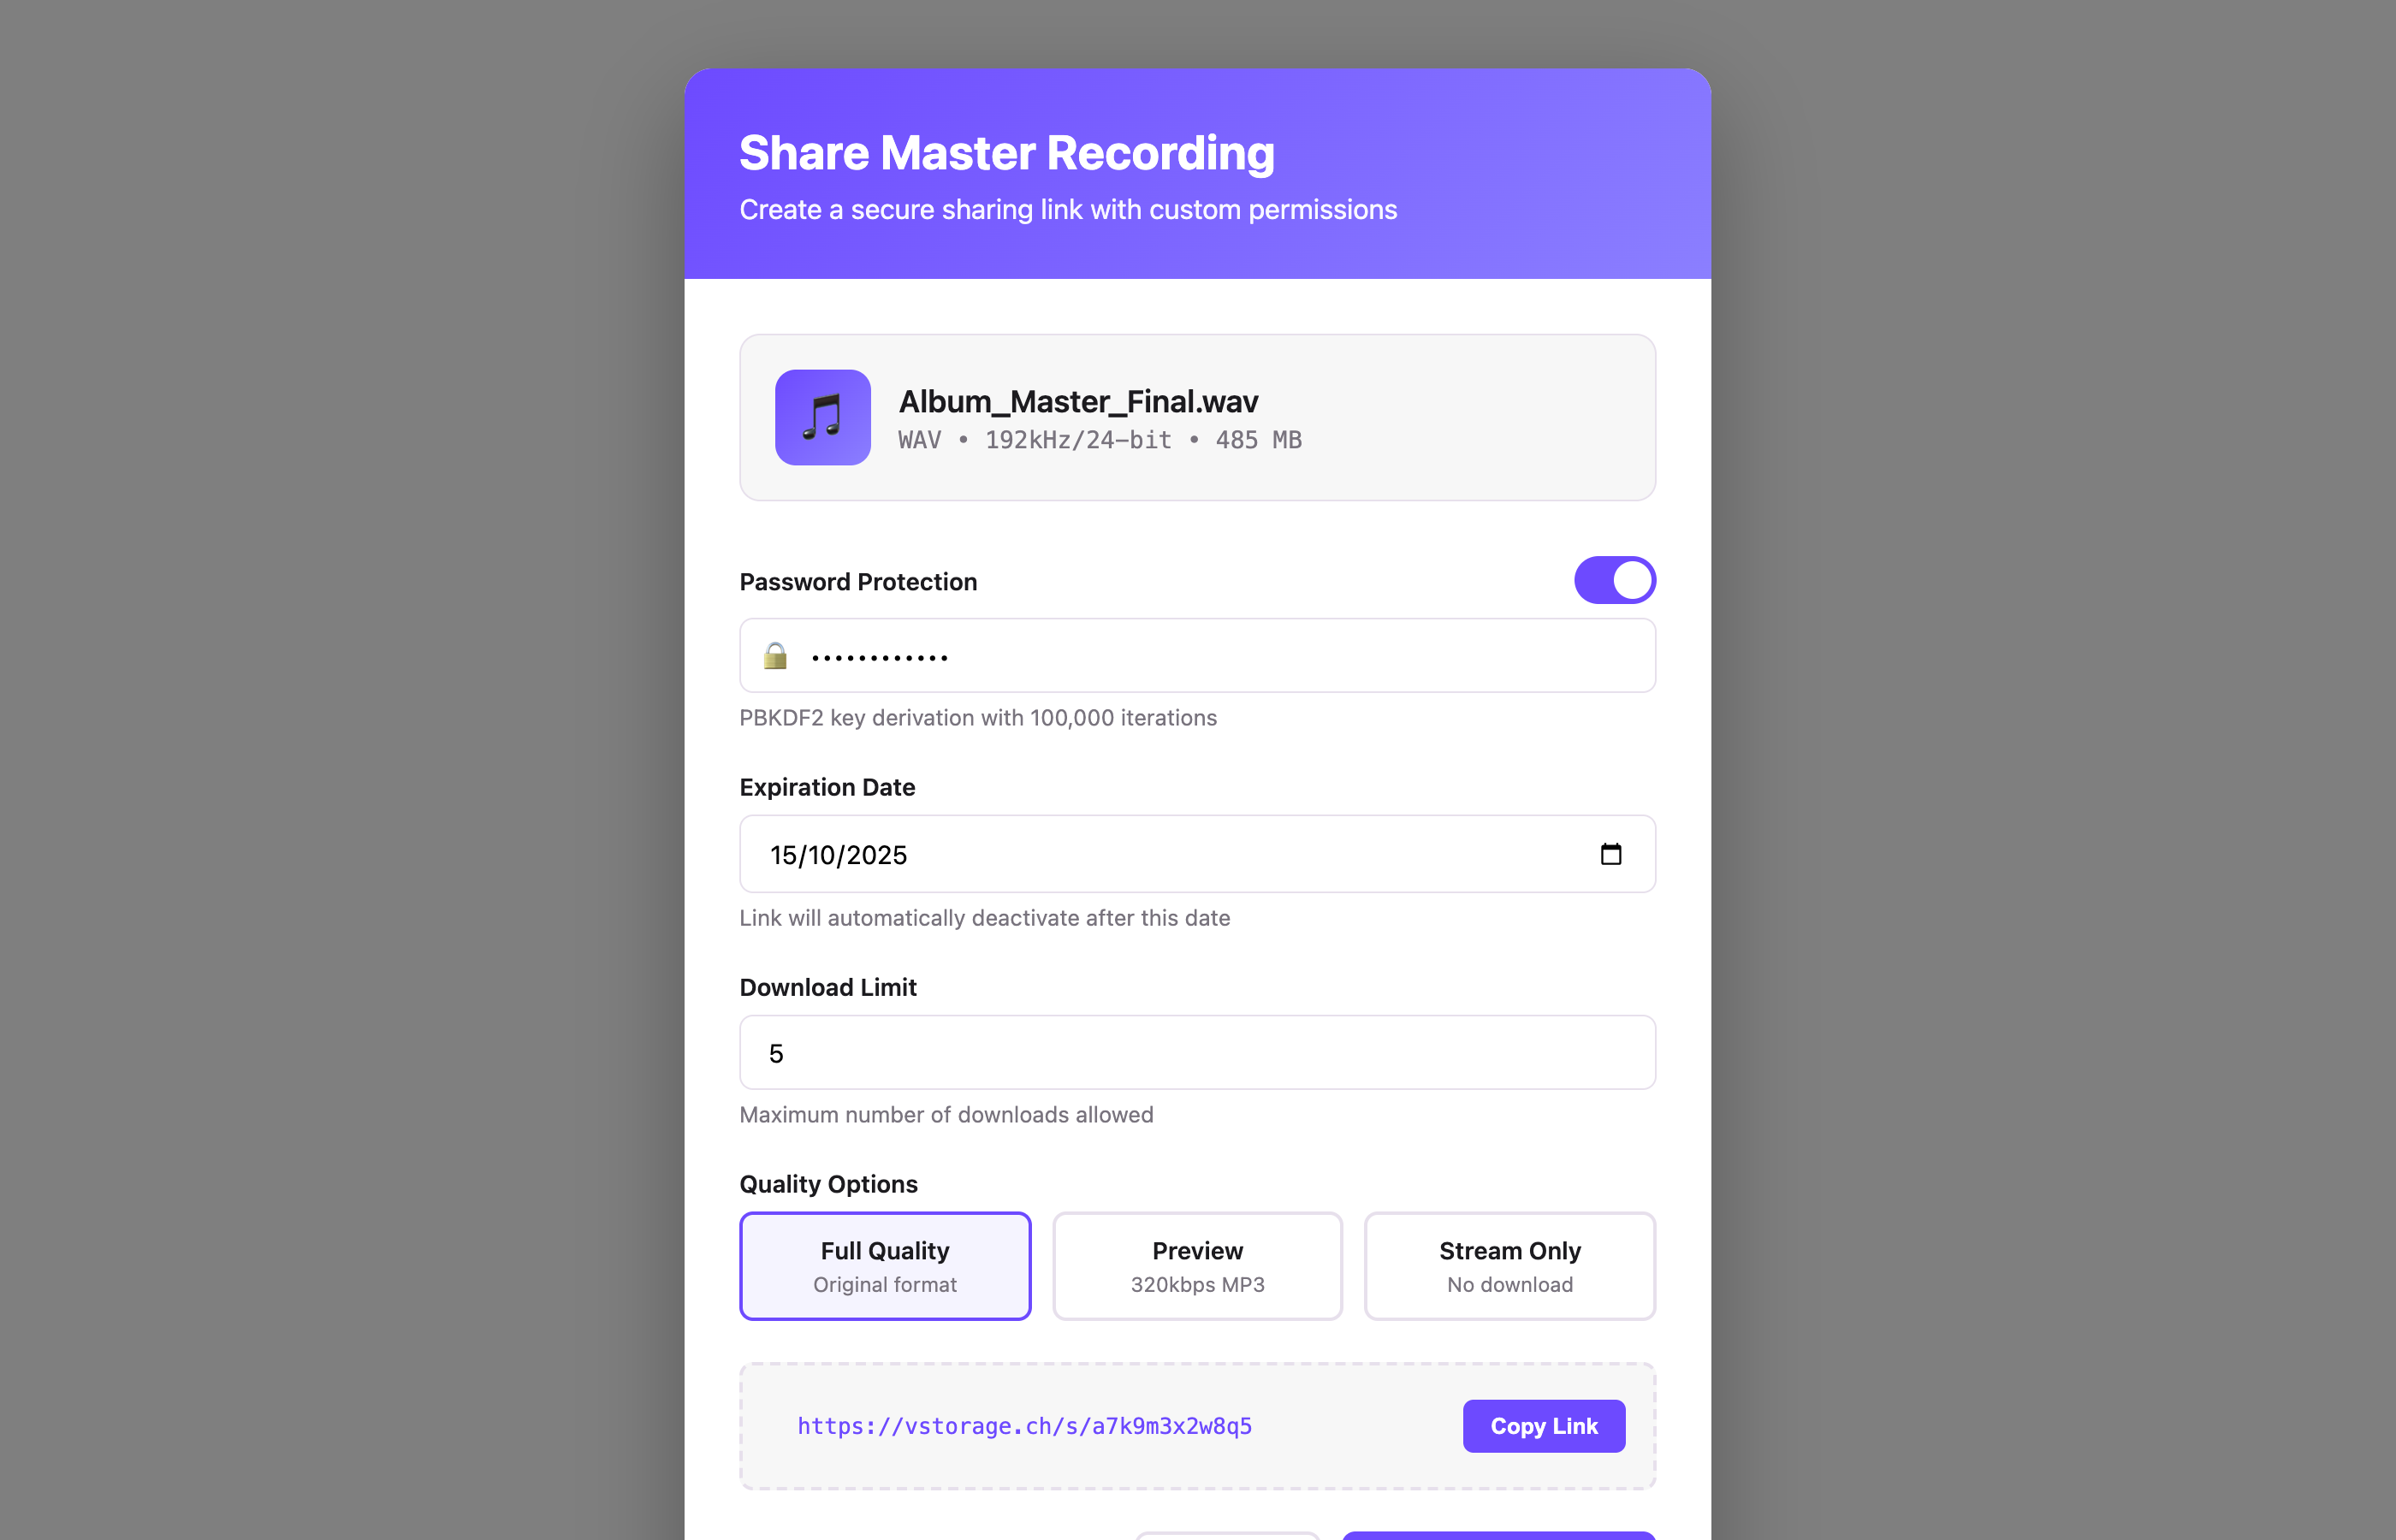 Share Master Recording
Create a secure sharing link with custom permissions
Album_Master_Final.wav
WAV • 192kHz/24-bit • 485 MB
Password Protection
••••••••••••
PBKDF2 key derivation with 100,000 iterations
Expiration Date
15/10/2025
Link will automatically deactivate after this date
Download Limit
5
Maximum number of downloads allowed
Quality Options
Full Quality
Original format
Preview
320kbps MP3
Stream Only
No download
https://vstorage.ch/s/a7k9m3x2w8q5
Copy Link